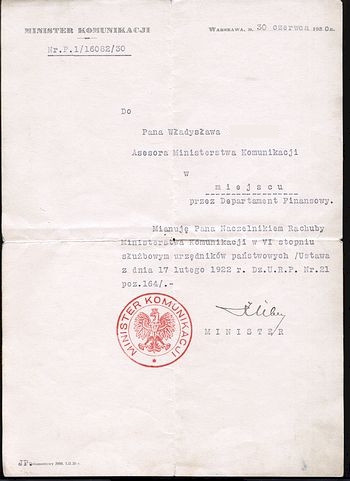 MINISTER KOMUNIKACJI
WARSZAWA, D. 30 czerwca 1930 R.
Nr.P.1/16082/30
Do
Pana Władysława
Asesora Ministerstwa Komunikacji
w
miejscu
przez Departament Finansowy.
Mianuję Pana Naczelnikiem Rachuby
Ministerstwa Komunikacji w VI stopniu
służbowym urzędników państwowych /Ustawa
z dnia 17 lutego 1922 r. Dz.U.R.P. Nr.21
poz.164/.-
MINISTER KOMUNIKACJI
MINISTER
JP.